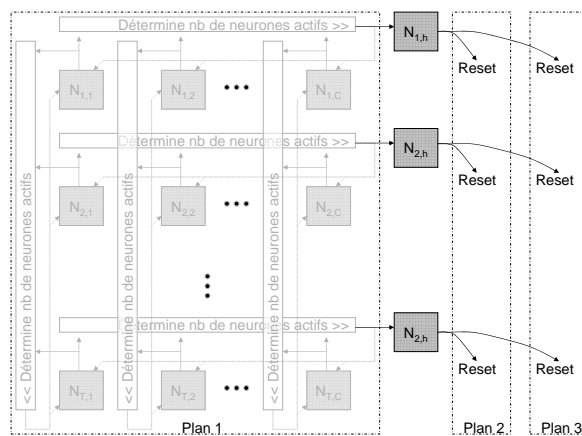 Détermine nb de neurones actifs >>
N1,h
Reset
Reset
N1,1
N1,2
N1,C
Détermine nb de neurones actifs >>
N2,h
Reset
Reset
N2,1
N2,2
N2,C
<< Détermine nb de neurones actifs
<< Détermine nb de neurones actifs
<< Détermine nb de neurones actifs
Détermine nb de neurones actifs >>
N2,h
Reset
Reset
NT,1
NT,2
NT,C
Plan 1
Plan 2
Plan 3